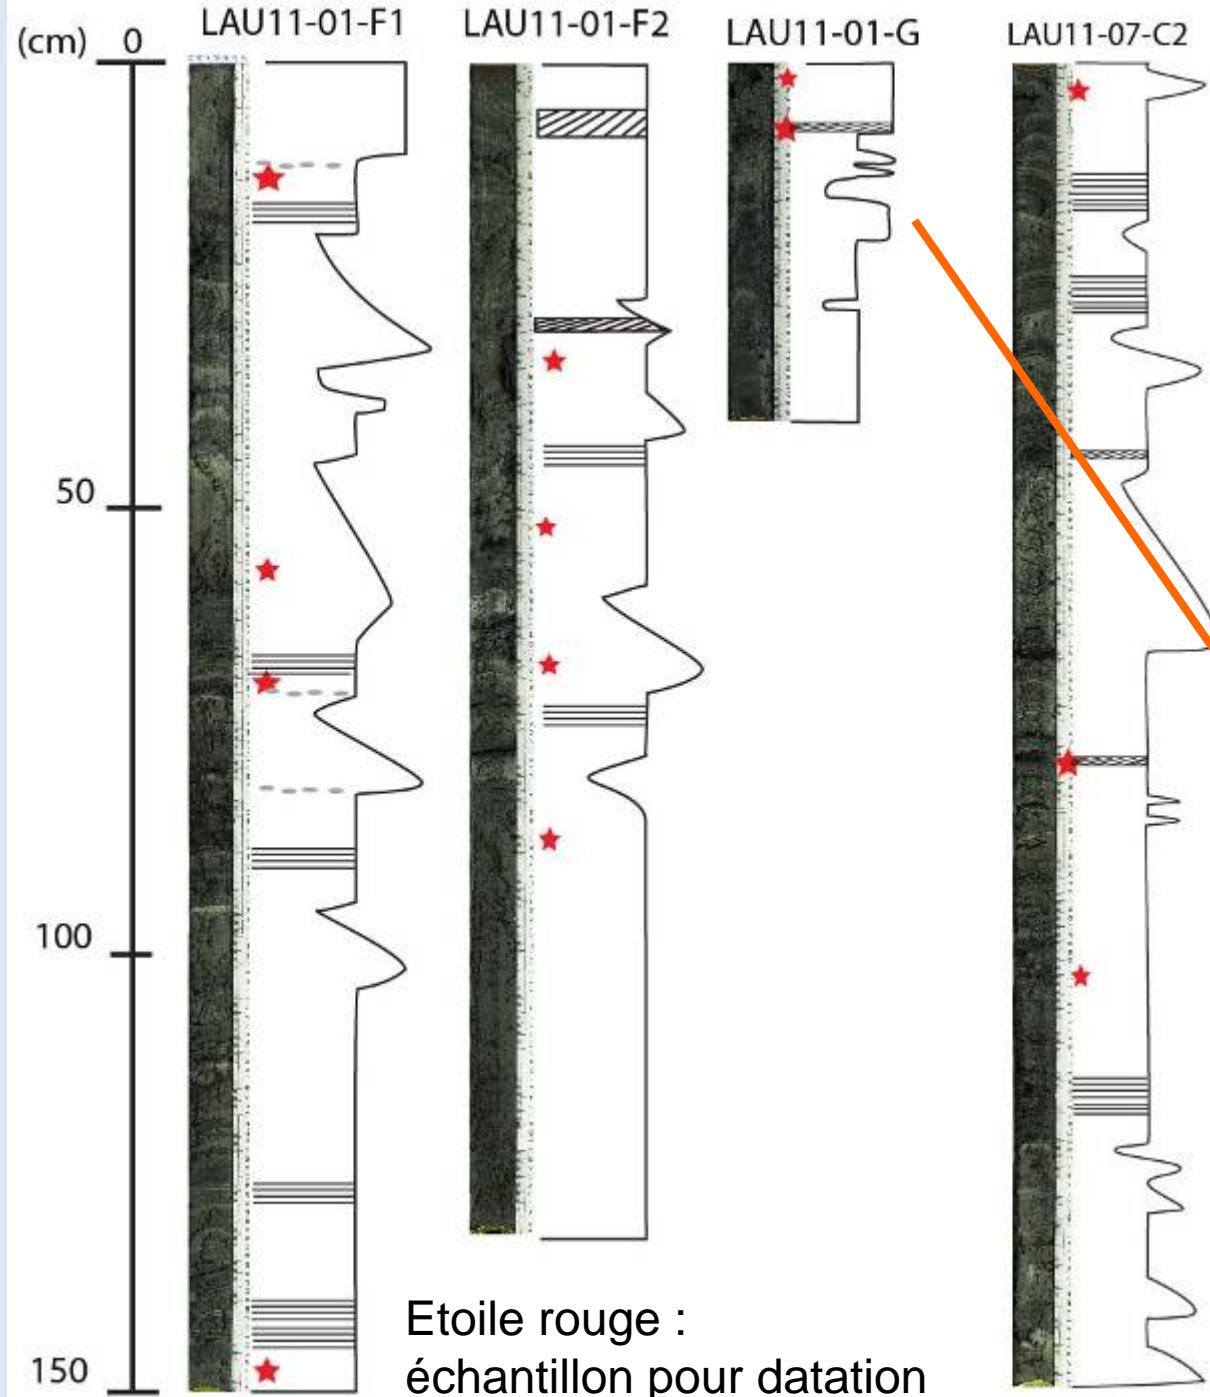 LAU11-01-F1
LAU11-01-F2
LAU11-01-G
LAU11-07-C2
(cm)
0
50
100
150
Etoile rouge :
échantillon pour datation